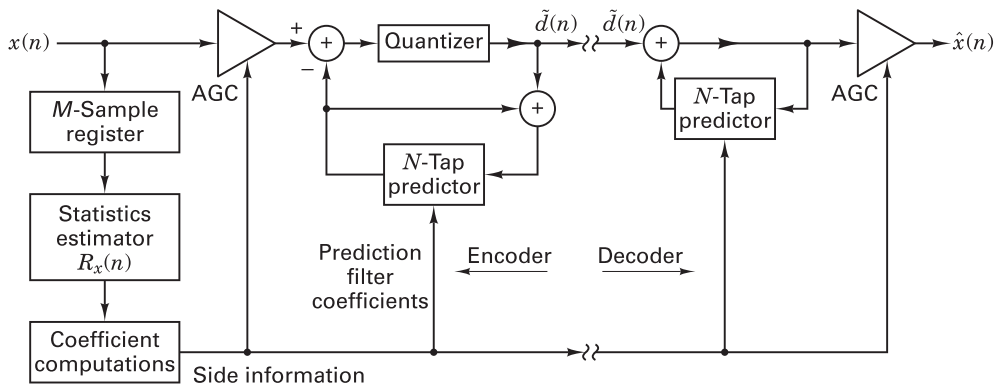 x(n)
AGC
+
−
+
Quantizer
d̃(n)
d̃(n)
+
AGC
x̂(n)
M-Sample
register
+
N-Tap
predictor
N-Tap
predictor
Statistics
estimator
Rₓ(n)
Prediction
filter
coefficients
Encoder
Decoder
Coefficient
computations
Side information